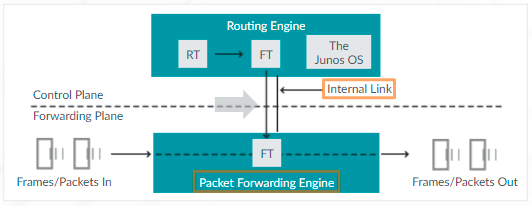 Routing Engine
RT
FT
The
Junos OS
Internal Link
Control Plane
Forwarding Plane
FT
Frames/Packets In
Packet Forwarding Engine
Frames/Packets Out